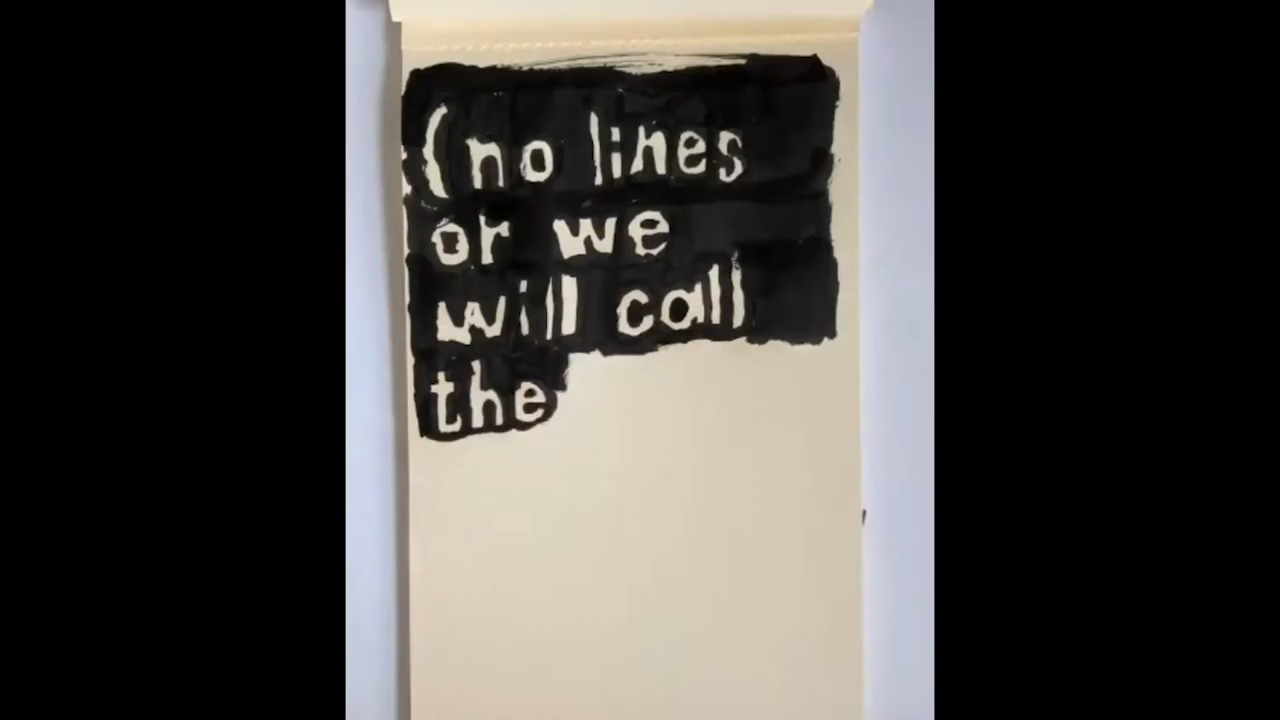 (no lines
or we
will call
the